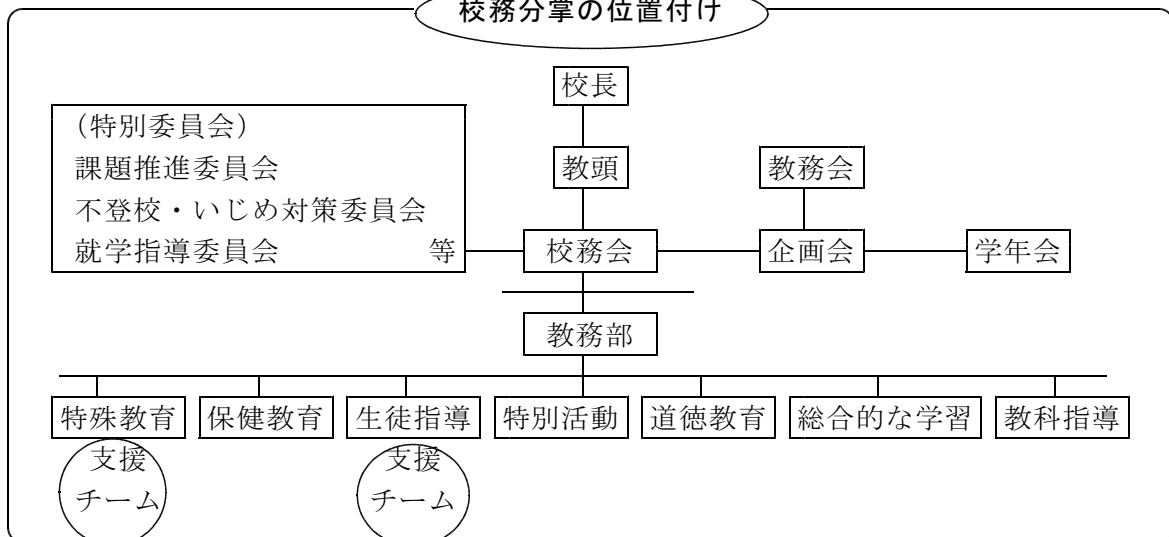 校務分掌の位置付け
校長
(特別委員会)
課題推進委員会
不登校・いじめ対策委員会
就学指導委員会 等
教頭
教務会
校務会
企画会
学年会
教務部
特殊教育
保健教育
生徒指導
特別活動
道徳教育
総合的な学習
教科指導
支援
チーム
支援
チーム